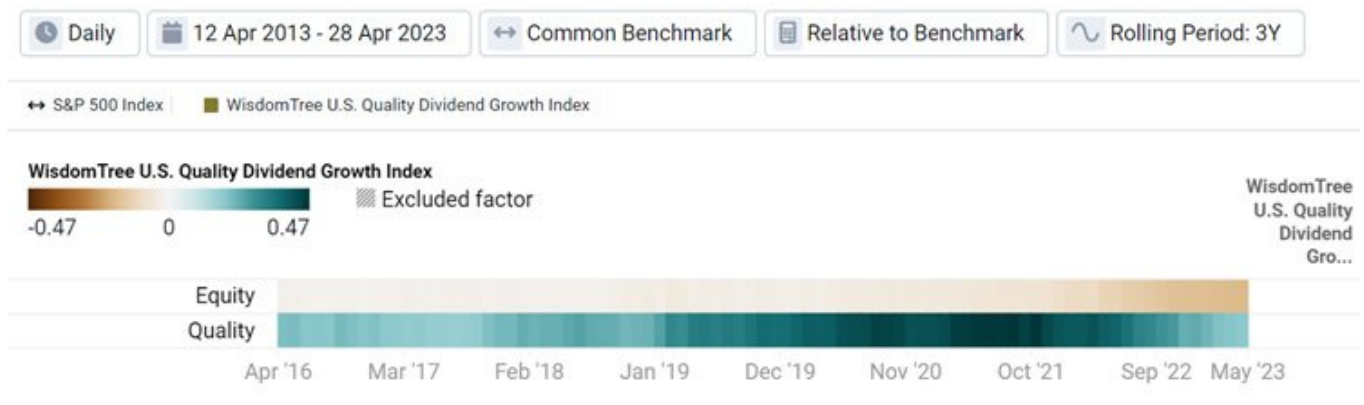 Daily
12 Apr 2013 - 28 Apr 2023
Common Benchmark
Relative to Benchmark
Rolling Period: 3Y
S&P 500 Index
WisdomTree U.S. Quality Dividend Growth Index
WisdomTree U.S. Quality Dividend Growth Index
-0.47 0 0.47
Excluded factor
WisdomTree
U.S. Quality
Dividend
Gro...
Equity
Quality
Apr '16 Mar '17 Feb '18 Jan '19 Dec '19 Nov '20 Oct '21 Sep '22 May '23